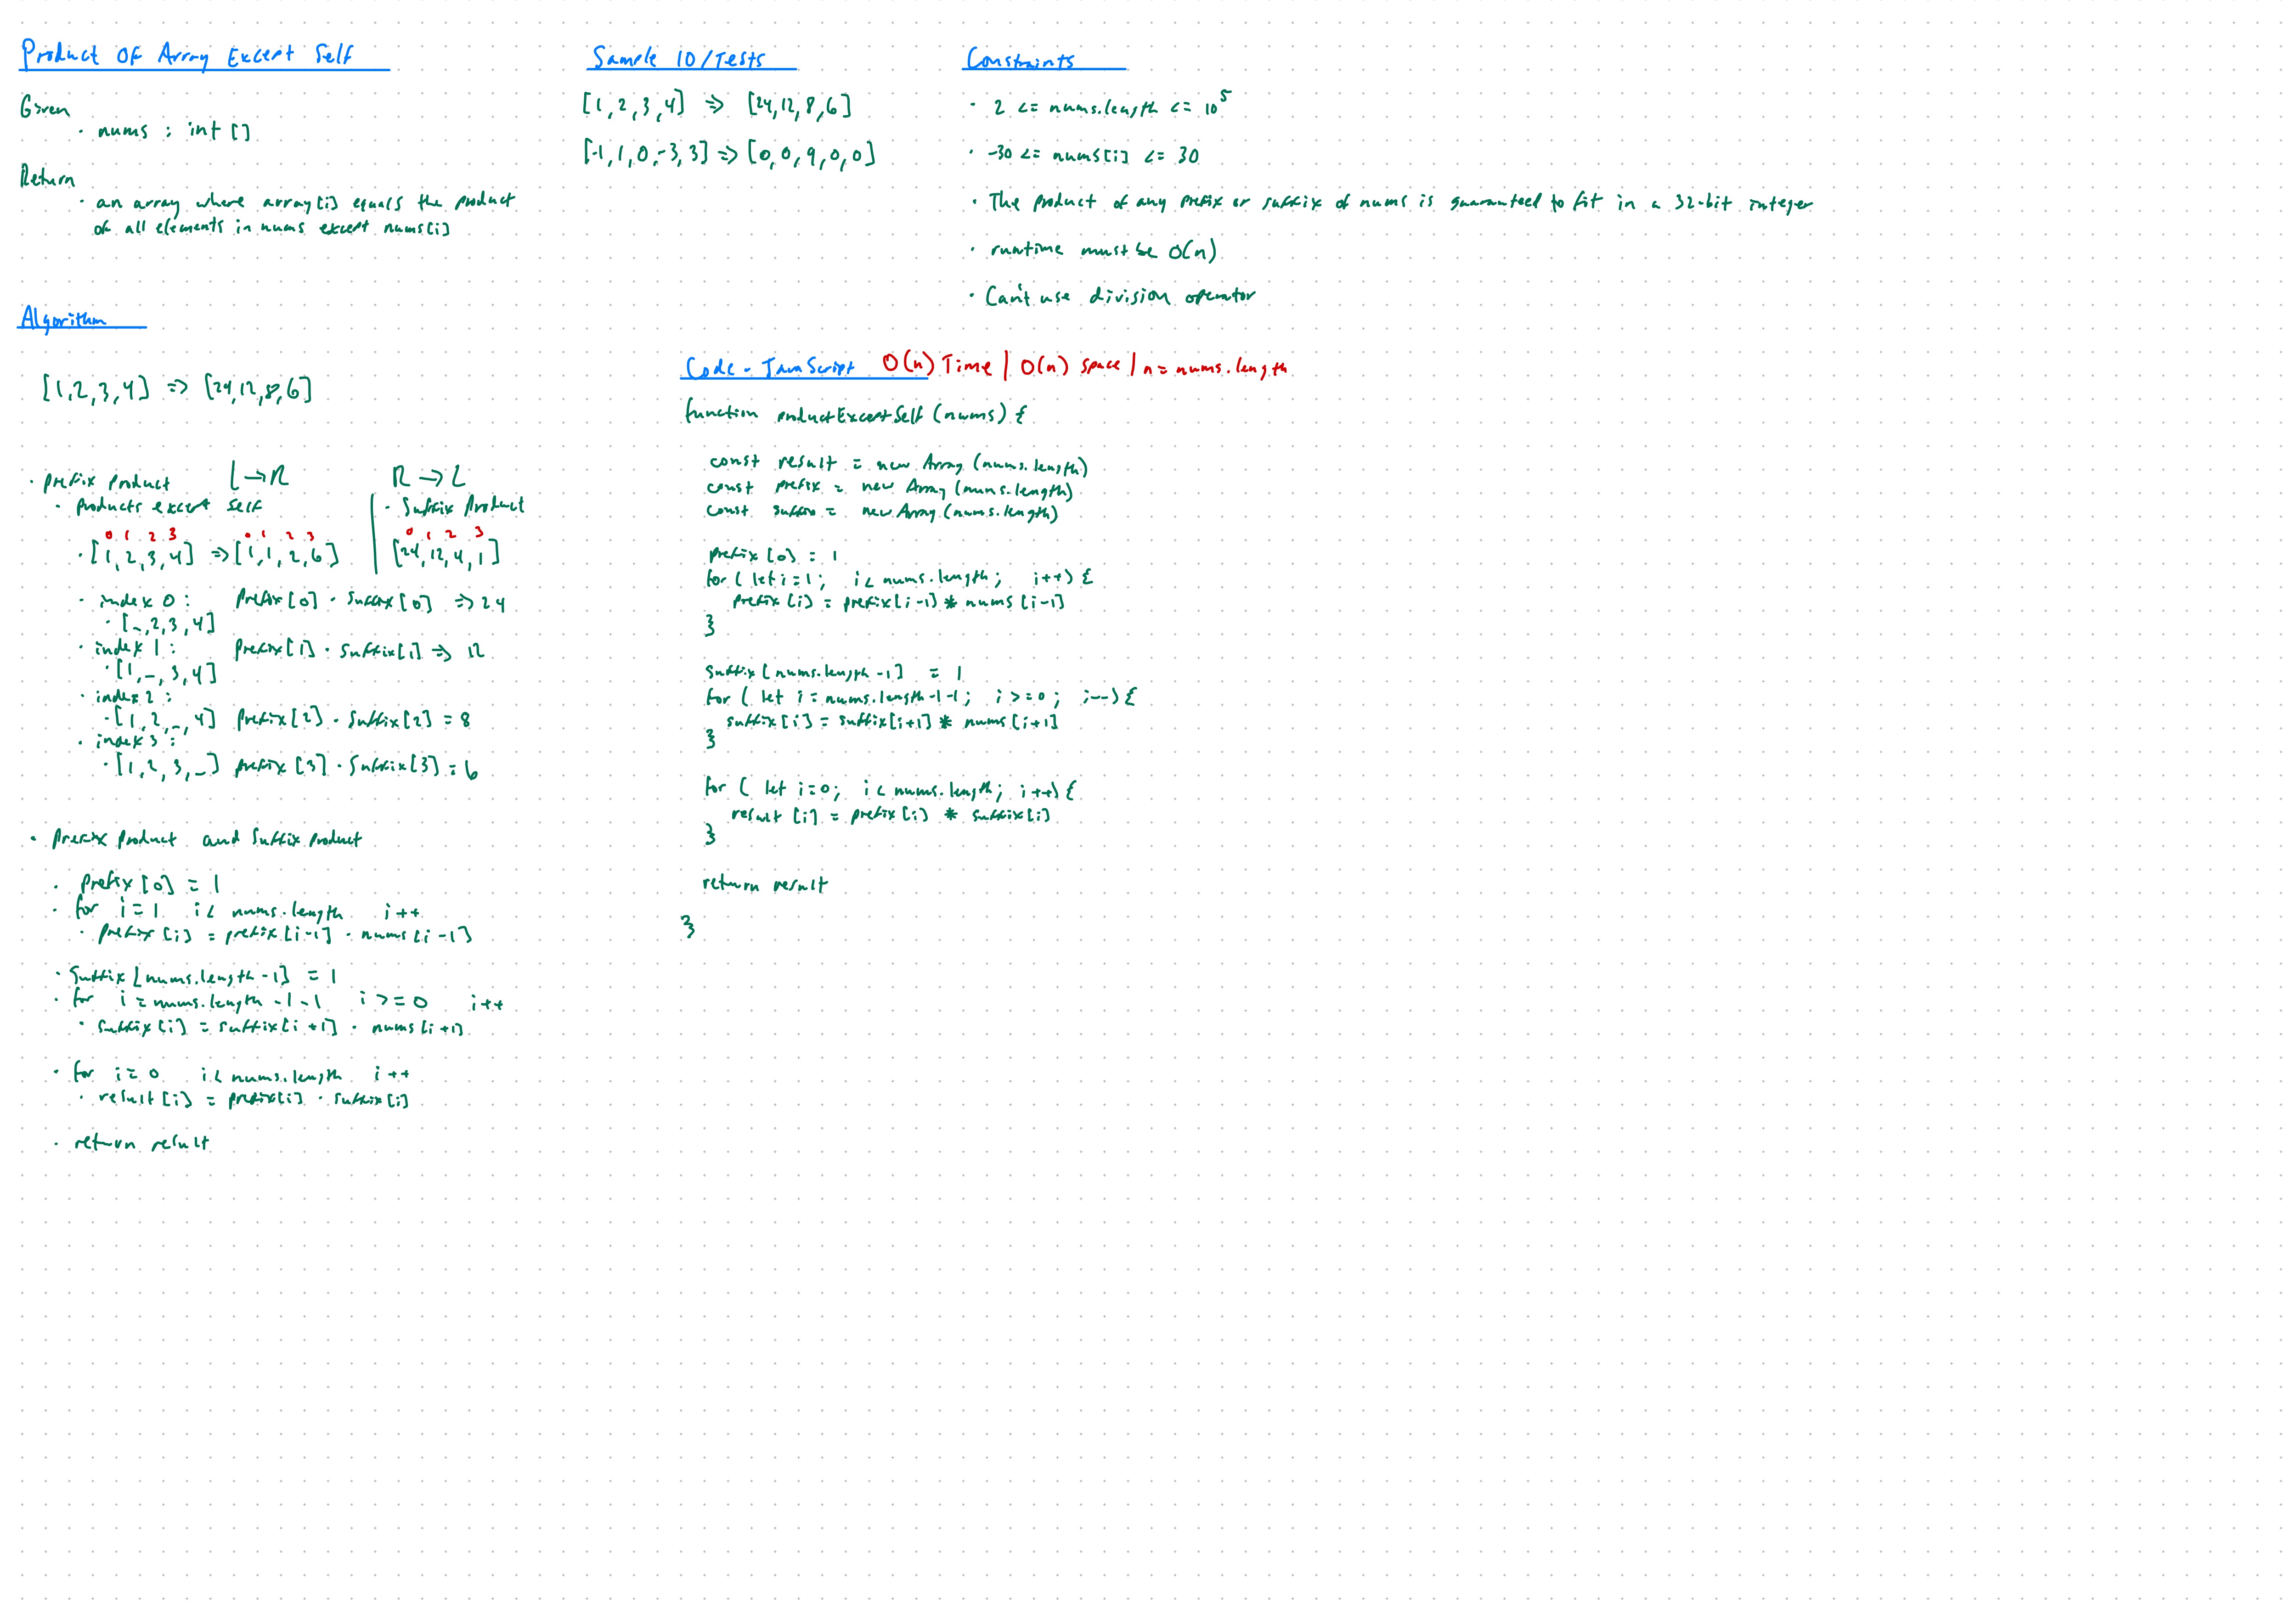 Product Of Array Except Self
Given
· nums : int []
Return
· an array where array[i] equals the product
of all elements in nums except nums[i]
Sample IO/Tests
[1, 2, 3, 4] => [24,12,8,6]
[-1, 1, 0, -3, 3] => [0, 0, 9, 0, 0]
Constraints
· 2 <= nums.length <= 10^5
· -30 <= nums[i] <= 30
· The product of any prefix or suffix of nums is guaranteed to fit in a 32-bit integer
· runtime must be O(n)
· Can't use division operator
Algorithm
[1, 2, 3, 4] => [24,12,8,6]
· prefix product L → R
· products except self
0 1 2 3 0 1 2 3
· [1, 2, 3, 4] => [1, 1, 2, 6]
R → L
· Suffix Product
0 1 2 3
[24, 12, 4, 1]
· index 0: prefix[0] · suffix[0] => 24
· [_, 2, 3, 4]
· index 1: prefix[1] · suffix[1] => 12
· [1, _, 3, 4]
· index 2:
· [1, 2, _, 4] prefix[2] · suffix[2] = 8
· index 3:
· [1, 2, 3, _] prefix[3] · suffix[3] = 6
· Prefix Product and Suffix Product
· prefix[0] = 1
· for i=1 i < nums.length i++
· prefix[i] = prefix[i-1] · nums[i-1]
· Suffix[nums.length-1] = 1
· for i = nums.length -1-1 i >= 0 i++
· suffix[i] = suffix[i+1] · nums[i+1]
· for i = 0 i < nums.length i++
· result[i] = prefix[i] · suffix[i]
· return result
Code - JavaScript O(n) Time | O(n) space | n = nums.length
function productExceptSelf (nums) {
const result = new Array (nums.length)
const prefix = new Array (nums.length)
const suffix = new Array (nums.length)
prefix[0] = 1
for ( let i=1; i < nums.length; i++) {
prefix[i] = prefix[i-1] * nums[i-1]
}
suffix[nums.length-1] = 1
for ( let i = nums.length-1-1; i >= 0; i--) {
suffix[i] = suffix[i+1] * nums[i+1]
}
for ( let i=0; i < nums.length; i++) {
result[i] = prefix[i] * suffix[i]
}
return result
}